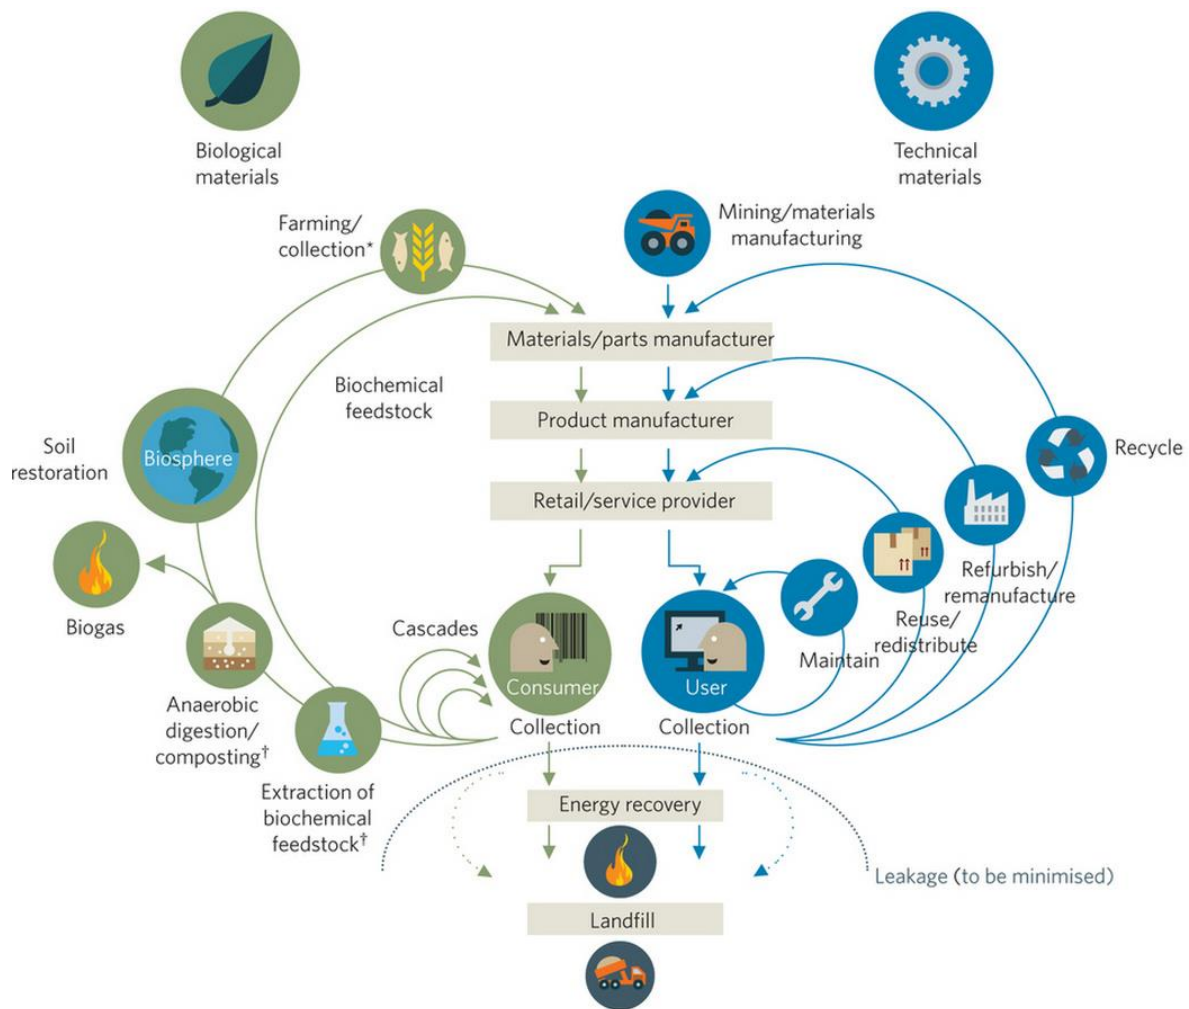 Biological
materials
Technical
materials
Farming/
collection*
Mining/materials
manufacturing
Materials/parts manufacturer
Biochemical
feedstock
Product manufacturer
Soil
restoration
Biosphere
Recycle
Retail/service provider
Biogas
Refurbish/
remanufacture
Reuse/
redistribute
Cascades
Maintain
Consumer
User
Anaerobic
digestion/
composting†
Collection
Collection
Extraction of
biochemical
feedstock†
Energy recovery
Leakage (to be minimised)
Landfill